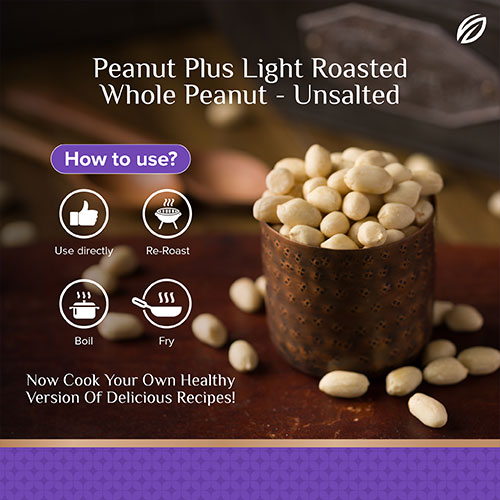 Peanut Plus Light Roasted
Whole Peanut - Unsalted
How to use?
Use directly
Re-Roast
Boil
Fry
Now Cook Your Own Healthy
Version Of Delicious Recipes!